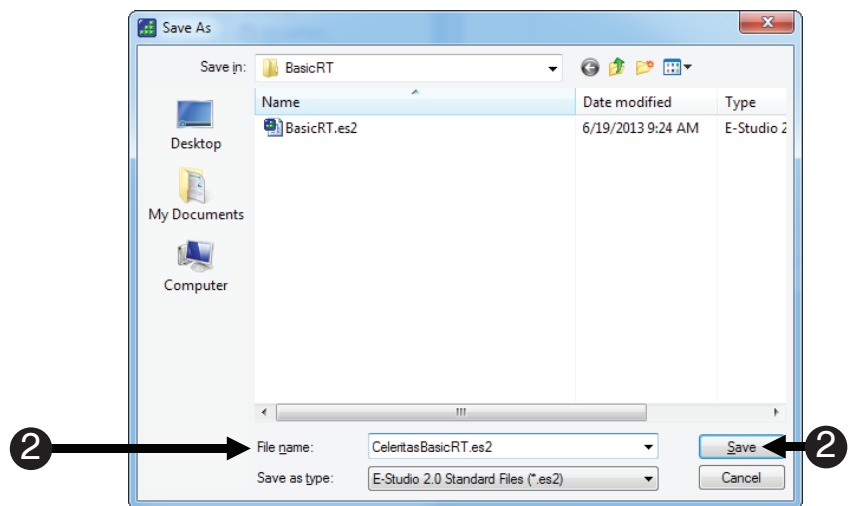 Save As
Save in: BasicRT
Name Date modified Type
BasicRT.es2 6/19/2013 9:24 AM E-Studio 2
Desktop
My Documents
Computer
2 File name: CeleritasBasicRT.es2 Save 2
Save as type: E-Studio 2.0 Standard Files (*.es2) Cancel